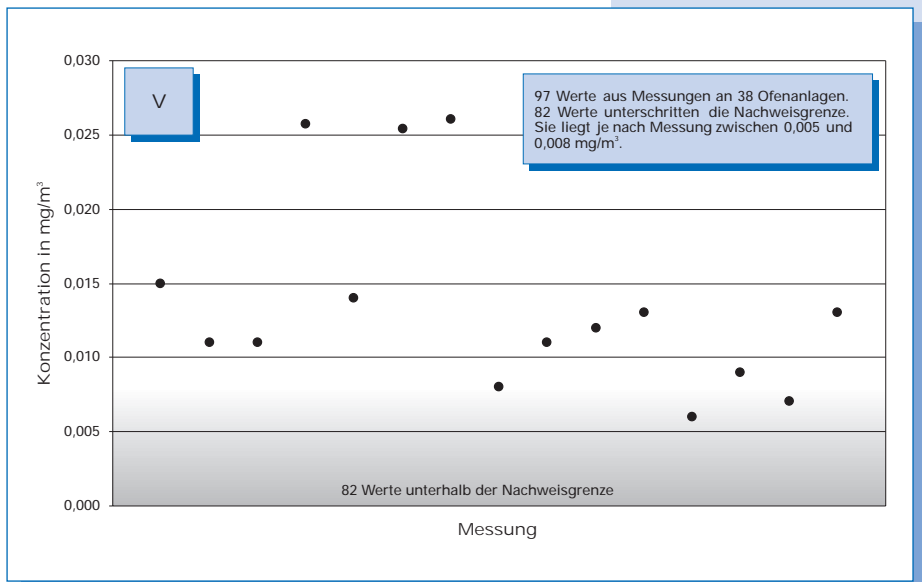 0,030
V
97 Werte aus Messungen an 38 Ofenanlagen.
82 Werte unterschritten die Nachweisgrenze.
Sie liegt je nach Messung zwischen 0,005 und
0,008 mg/m³.
0,025
0,020
0,015
0,010
0,005
0,000
Konzentration in mg/m³
82 Werte unterhalb der Nachweisgrenze
Messung